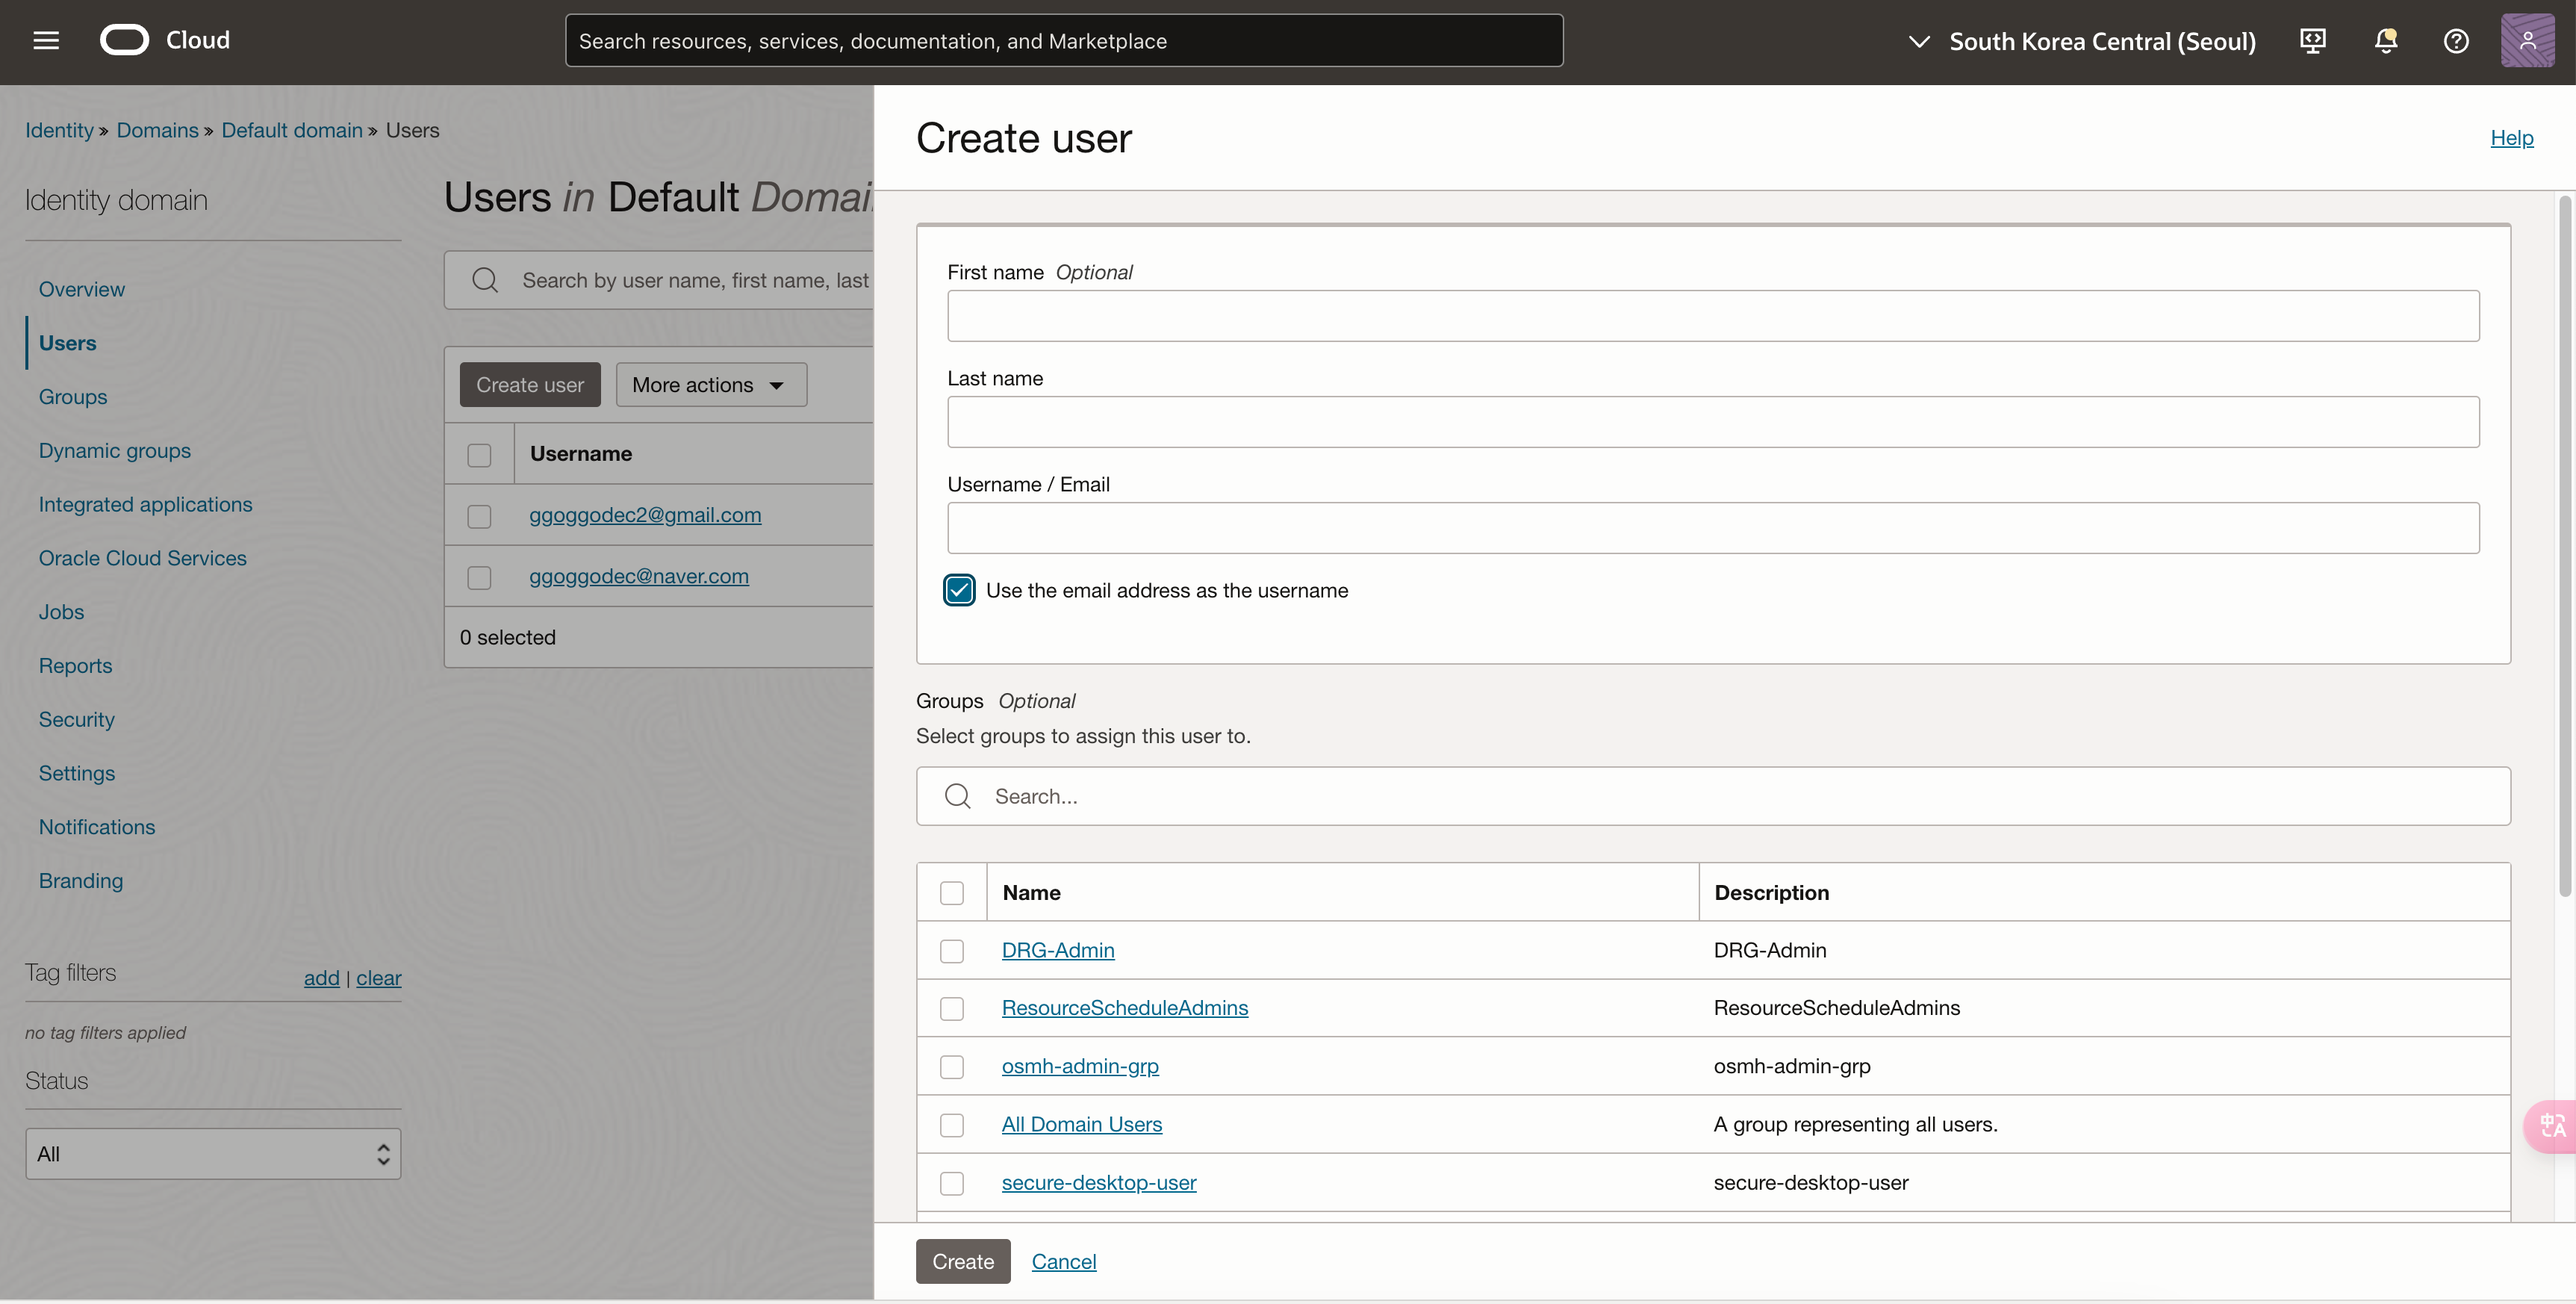 Cloud
Search resources, services, documentation, and Marketplace
South Korea Central (Seoul)
Identity » Domains » Default domain » Users
Identity domain
Overview
Users
Groups
Dynamic groups
Integrated applications
Oracle Cloud Services
Jobs
Reports
Security
Settings
Notifications
Branding
Tag filters
add | clear
no tag filters applied
Status
All
Users in Default Domai
Search by user name, first name, last
Create user
More actions
Username
ggoggodec2@gmail.com
ggoggodec@naver.com
0 selected
Create user
Help
First name Optional
Last name
Username / Email
Use the email address as the username
Groups Optional
Select groups to assign this user to.
Search...
Name Description
DRG-Admin DRG-Admin
ResourceScheduleAdmins ResourceScheduleAdmins
osmh-admin-grp osmh-admin-grp
All Domain Users A group representing all users.
secure-desktop-user secure-desktop-user
Create Cancel